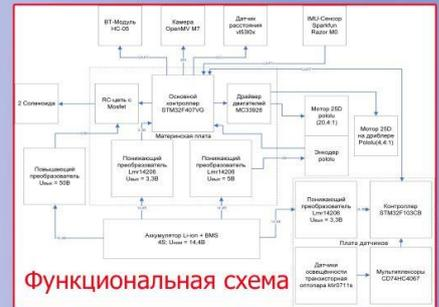 BT-Модуль
HC-05
Камера
OpenMV M7
Датчик
расстояния
vl53l0x
IMU-Сенсор
Sparkfun
Razor M0
2 Соленоида
RC-цепь с
Mosfet
Основной
контроллер
STM32F407VG
Драйвер
двигателей
MC33926
Мотор 25D
pololu
(20,4:1)
Мотор 25D
на дриблере
Pololu(4,4:1)
Материнская плата
Энкодер
pololu
Повышающий
преобразователь
Uвых = 50В
Понижающий
преобразователь
Lmr14206
Uвых = 3,3В
Понижающий
преобразователь
Lmr14206
Uвых = 5В
Понижающий
преобразователь
Lmr14206
Uвых = 3,3В
Контроллер
STM32F103CB
Аккумулятор Li-ion + BMS
4S; Uном = 14,4В
Плата датчиков
Датчики
освещённости
транзисторная
оптопара ktir0711s
Мультиплексоры
CD74HC4067
Функциональная схема